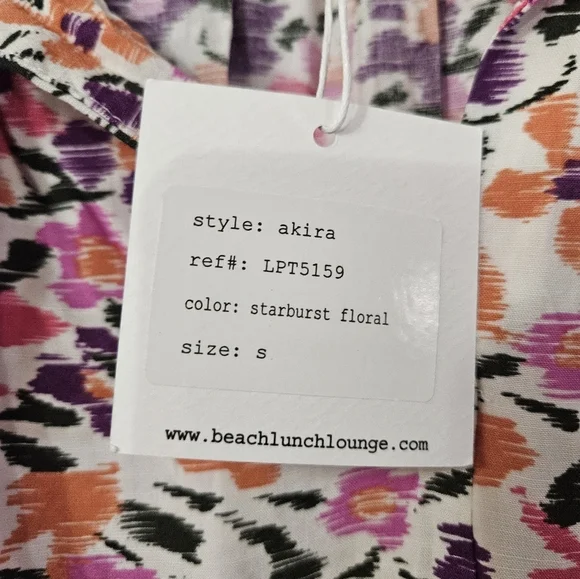 style: akira
ref#: LPT5159
color: starburst floral
size: s
www.beachlunchlounge.com